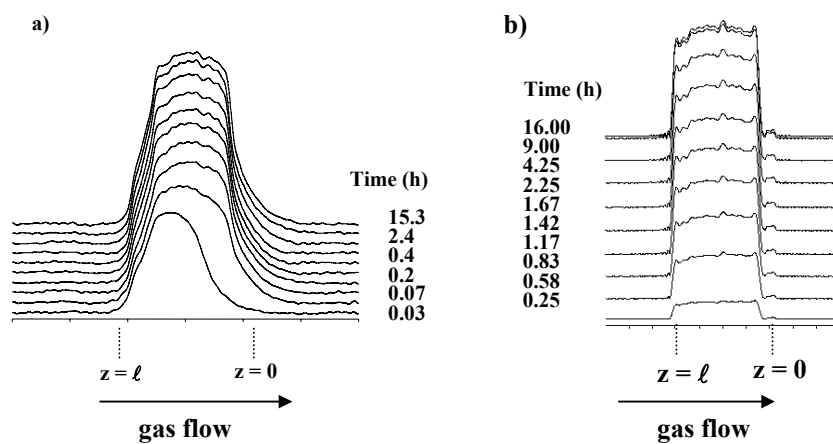 a)
Time (h)
15.3
2.4
0.4
0.2
0.07
0.03
z = ℓ
z = 0
gas flow
b)
Time (h)
16.00
9.00
4.25
2.25
1.67
1.42
1.17
0.83
0.58
0.25
z = ℓ
z = 0
gas flow